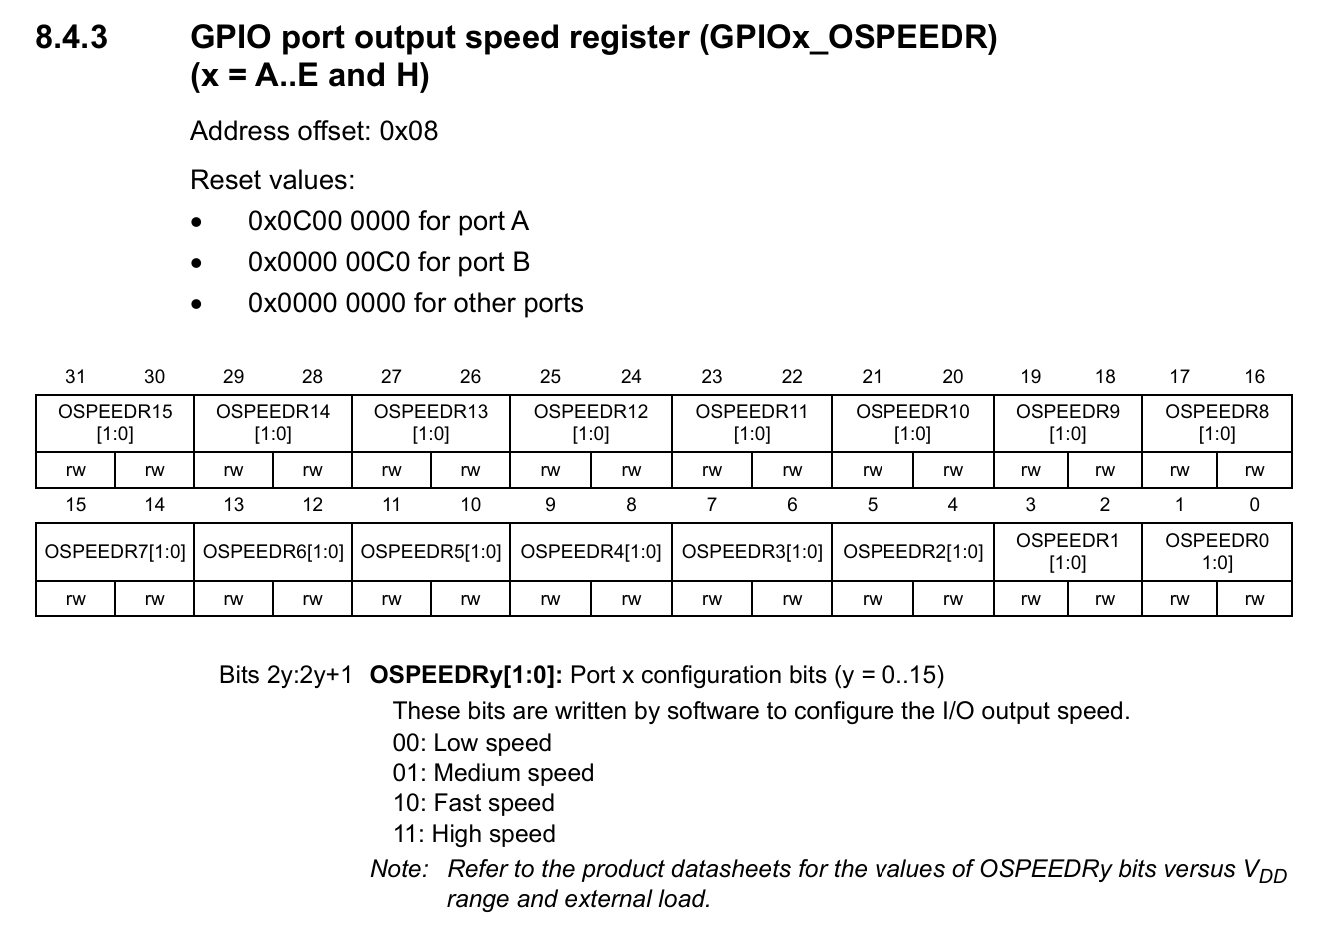 8.4.3 GPIO port output speed register (GPIOx_OSPEEDR)
(x = A..E and H)
Address offset: 0x08
Reset values:
• 0x0C00 0000 for port A
• 0x0000 00C0 for port B
• 0x0000 0000 for other ports
31 30 29 28 27 26 25 24 23 22 21 20 19 18 17 16
OSPEEDR15 OSPEEDR14 OSPEEDR13 OSPEEDR12 OSPEEDR11 OSPEEDR10 OSPEEDR9 OSPEEDR8
[1:0] [1:0] [1:0] [1:0] [1:0] [1:0] [1:0] [1:0]
rw rw rw rw rw rw rw rw rw rw rw rw rw rw rw rw
15 14 13 12 11 10 9 8 7 6 5 4 3 2 1 0
OSPEEDR7[1:0] OSPEEDR6[1:0] OSPEEDR5[1:0] OSPEEDR4[1:0] OSPEEDR3[1:0] OSPEEDR2[1:0] OSPEEDR1 OSPEEDR0
[1:0] 1:0]
rw rw rw rw rw rw rw rw rw rw rw rw rw rw rw rw
Bits 2y:2y+1 OSPEEDRy[1:0]: Port x configuration bits (y = 0..15)
These bits are written by software to configure the I/O output speed.
00: Low speed
01: Medium speed
10: Fast speed
11: High speed
Note: Refer to the product datasheets for the values of OSPEEDRy bits versus VDD
range and external load.